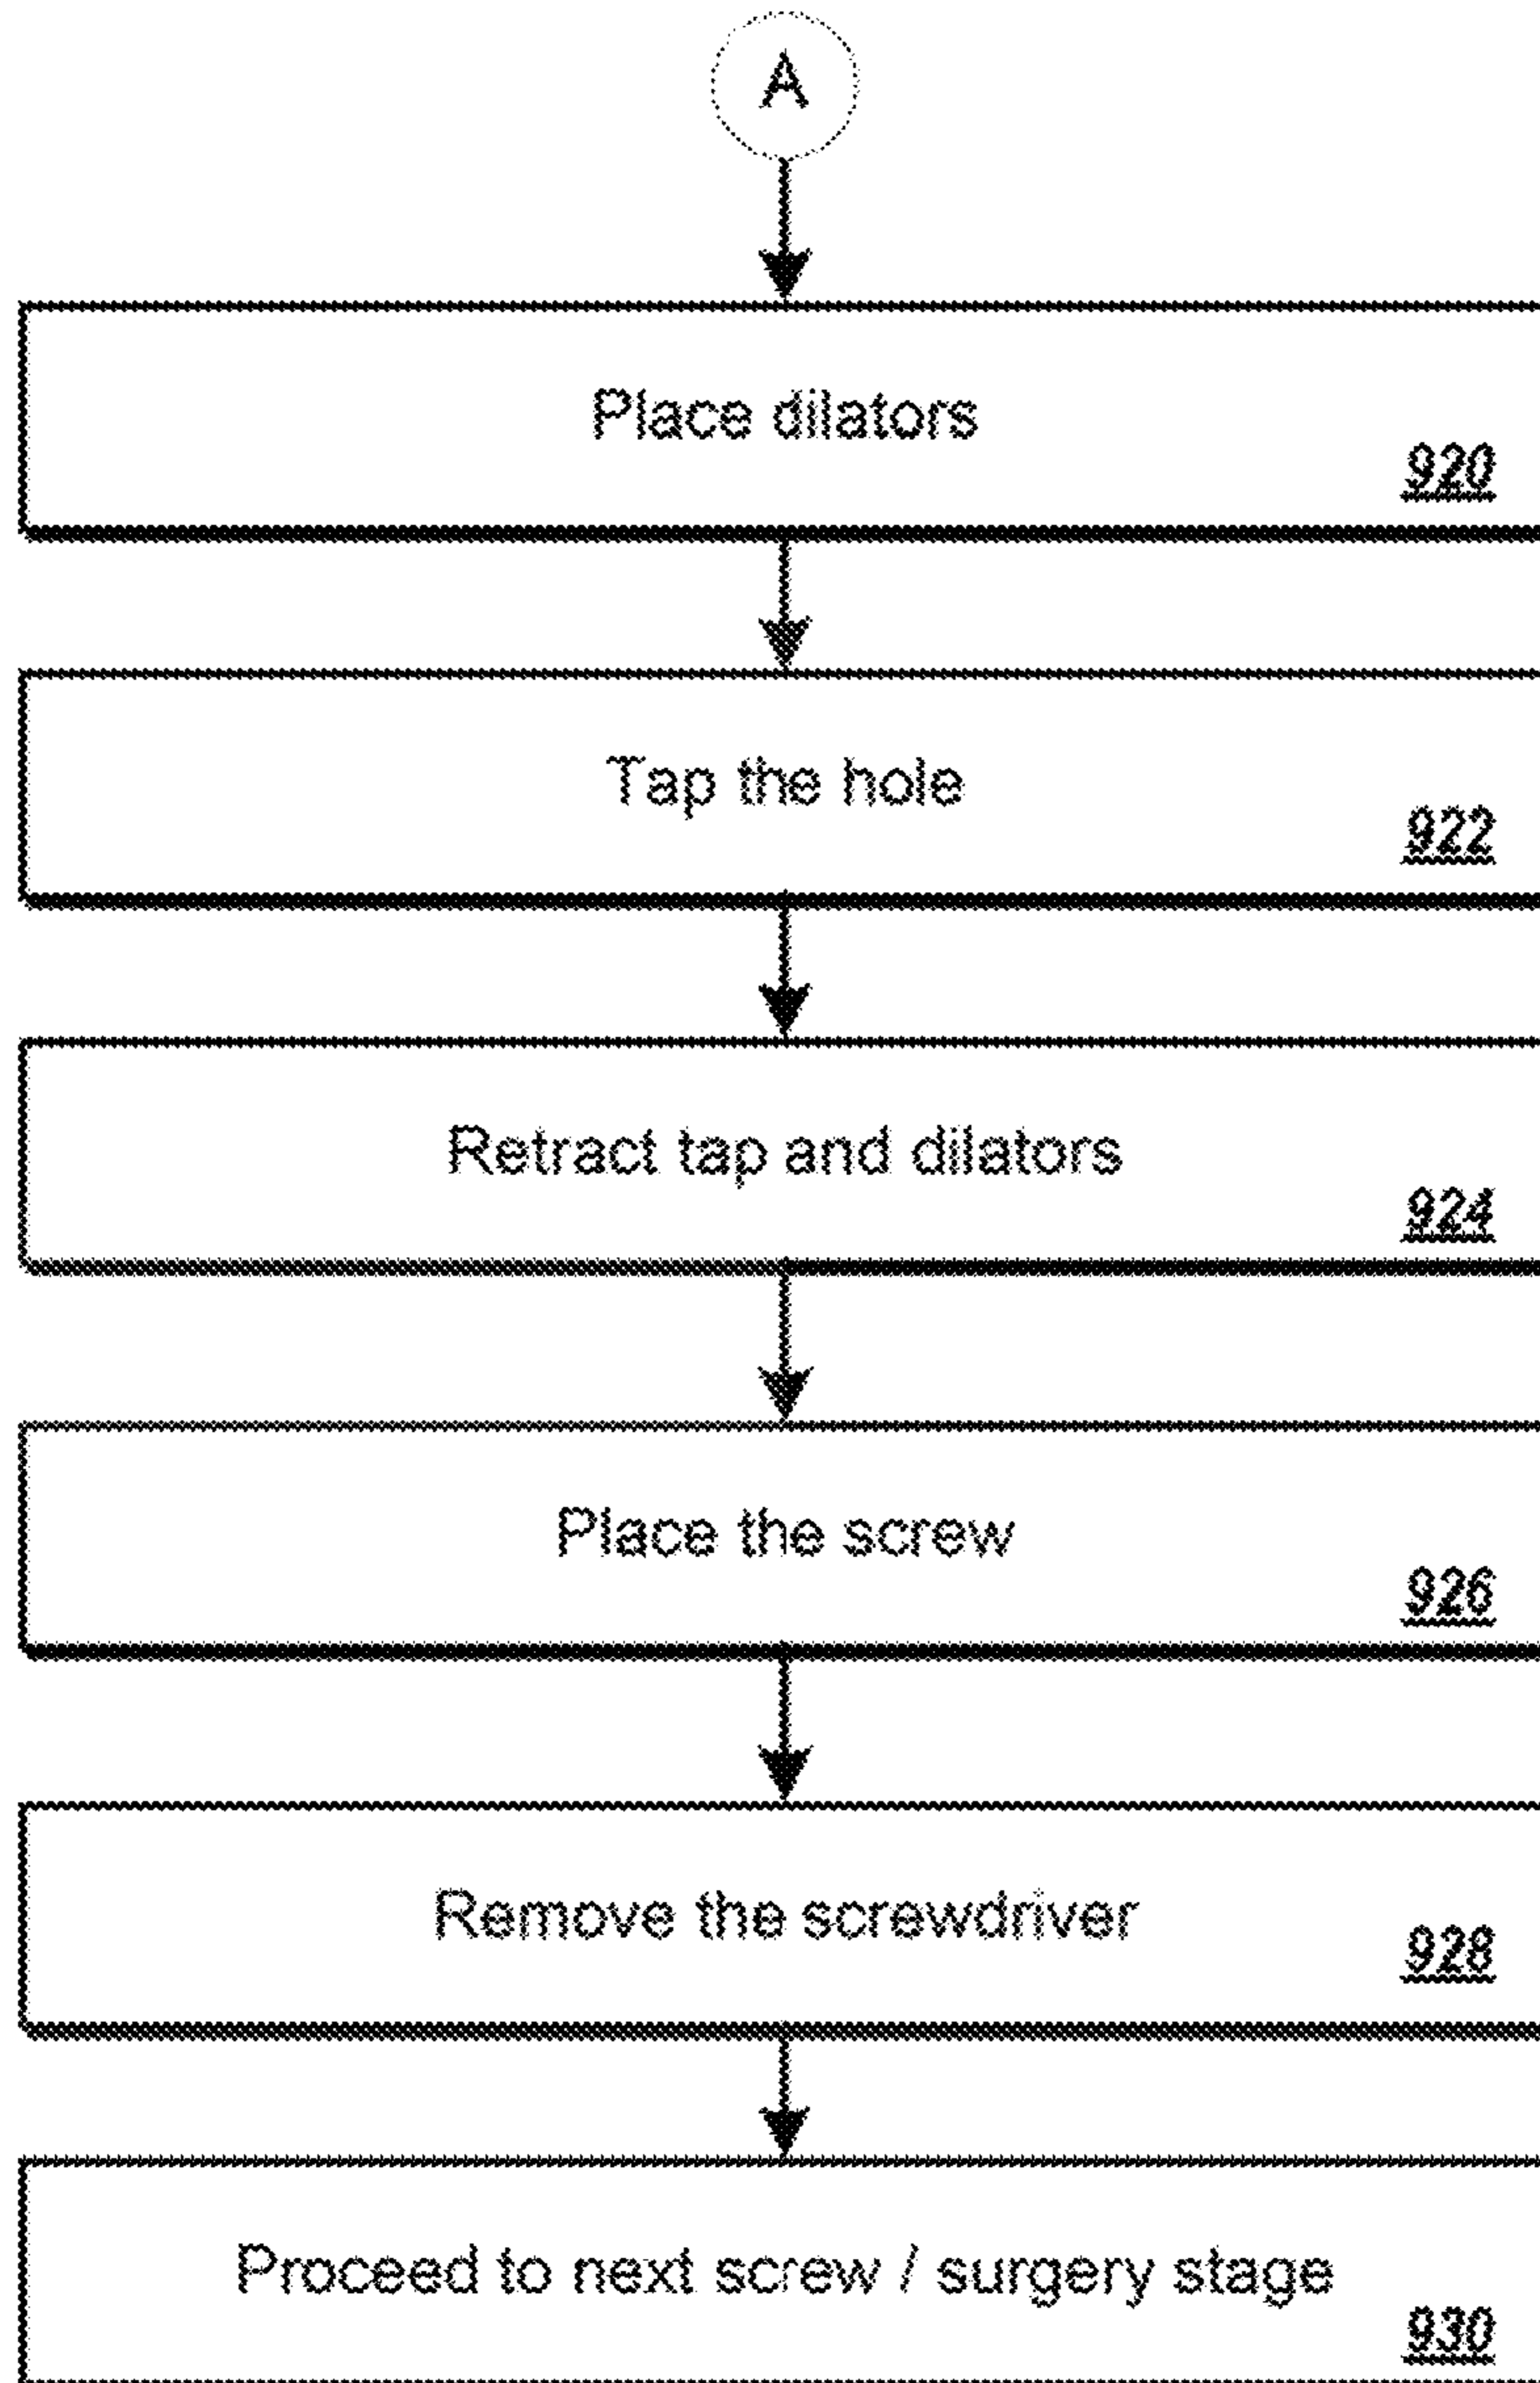 A
Place dilators
920
Tap the hole
922
Retract tap and dilators
924
Place the screw
926
Remove the screwdriver
928
Proceed to next screw / surgery stage
930